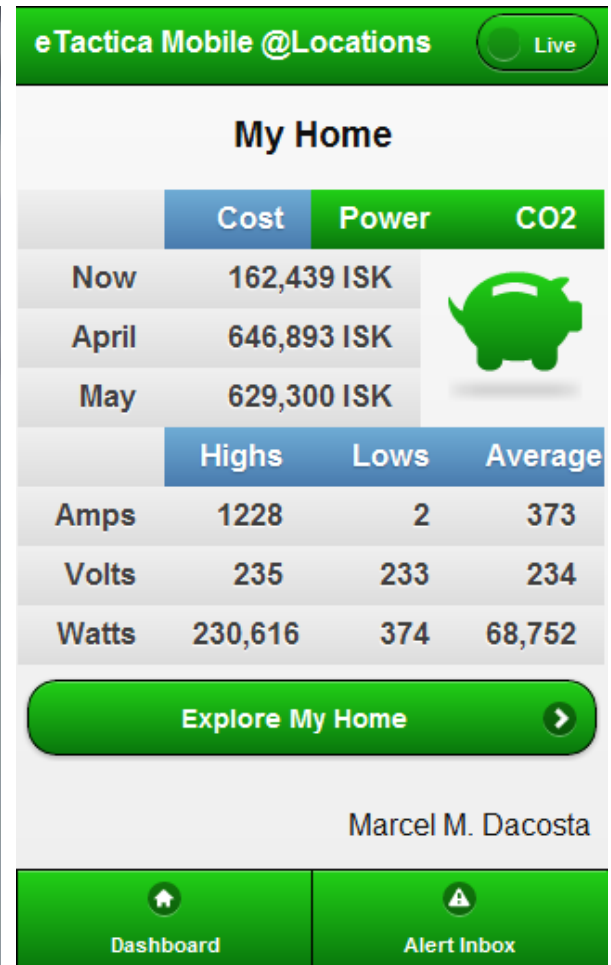 eTactica Mobile @Locations Live
My Home
Cost Power CO2
Now 162,439 ISK
April 646,893 ISK
May 629,300 ISK
Highs Lows Average
Amps 1228 2 373
Volts 235 233 234
Watts 230,616 374 68,752
Explore My Home
Marcel M. Dacosta
Dashboard Alert Inbox